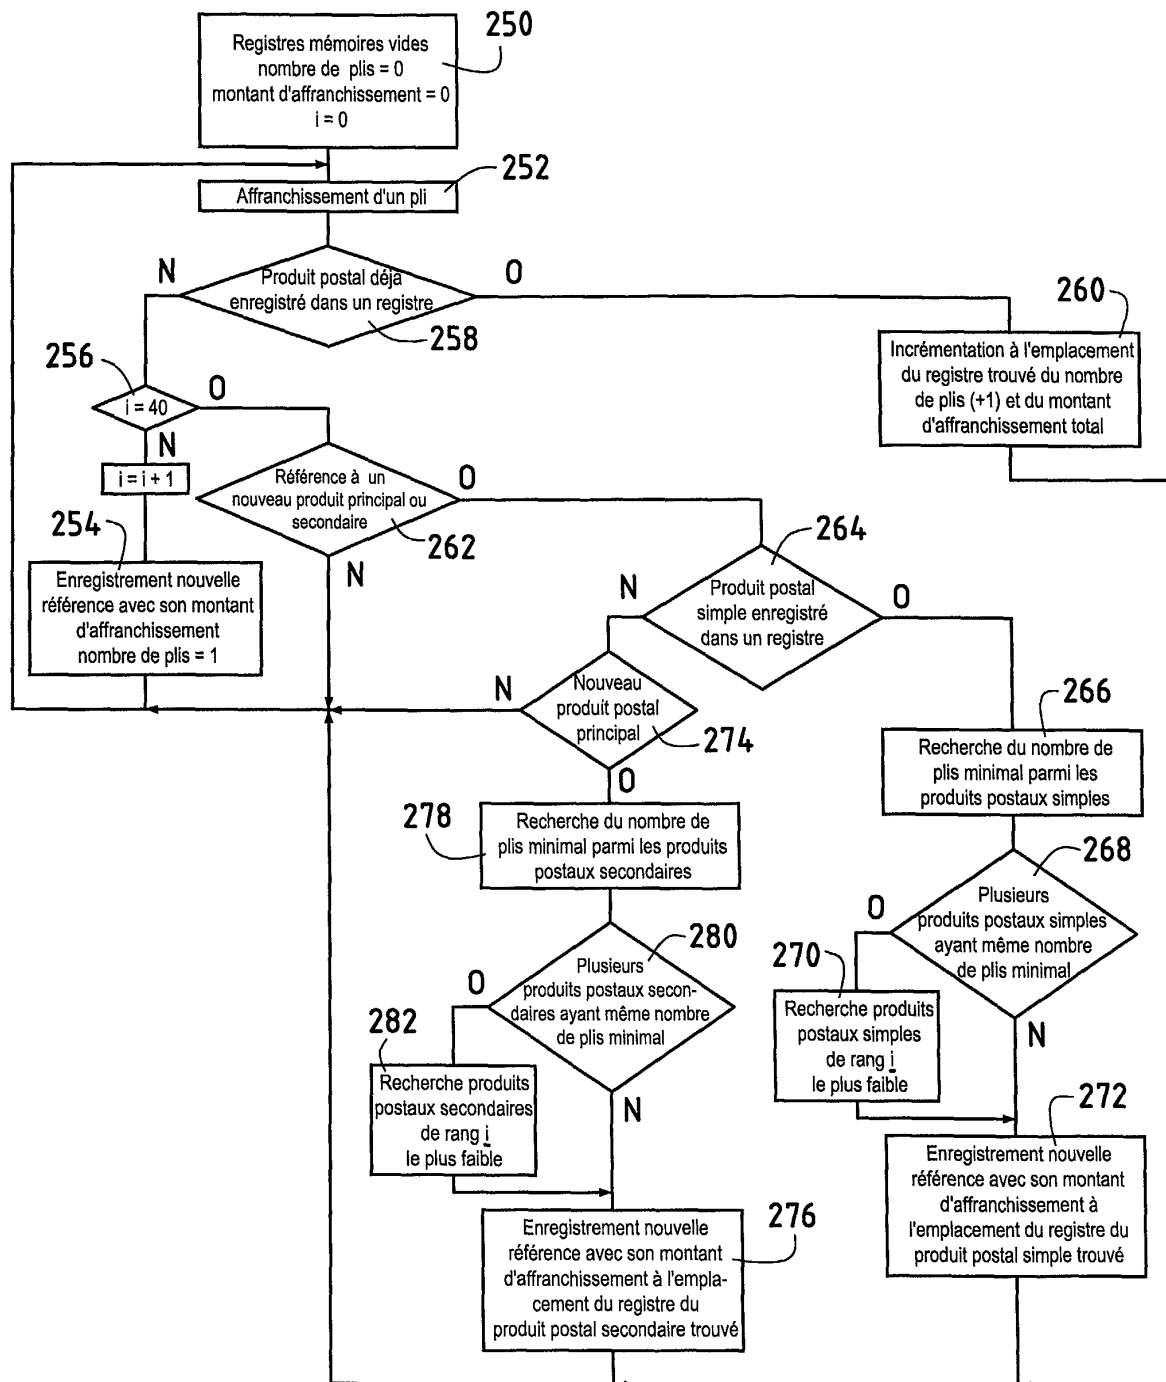 250
Registres mémoires vides
nombre de plis = 0
montant d'affranchissement = 0
i = 0
252
Affranchissement d'un pli
N
Produit postal déja
enregistré dans un registre
O
258
260
Incrémentation à l'emplacement
du registre trouvé du nombre
de plis (+1) et du montant
d'affranchissement total
256
i = 40
O
N
i = i + 1
Référence à un
nouveau produit principal ou
secondaire
O
262
N
254
Enregistrement nouvelle
référence avec son montant
d'affranchissement
nombre de plis = 1
264
N
Produit postal
simple enregistré
dans un registre
O
N
Nouveau
produit postal
principal
274
O
266
Recherche du nombre de
plis minimal parmi les
produits postaux simples
278
Recherche du nombre de
plis minimal parmi les produits
postaux secondaires
268
O
Plusieurs
produits postaux simples
ayant même nombre
de plis minimal
N
280
O
Plusieurs
produits postaux secon-
daires ayant même nombre
de plis minimal
N
270
Recherche produits
postaux simples
de rang i
le plus faible
282
Recherche produits
postaux secondaires
de rang i
le plus faible
272
Enregistrement nouvelle
référence avec son montant
d'affranchissement à
l'emplacement du registre du
produit postal simple trouvé
276
Enregistrement nouvelle
référence avec son montant
d'affranchissement à l'empla-
cement du registre du
produit postal secondaire trouvé